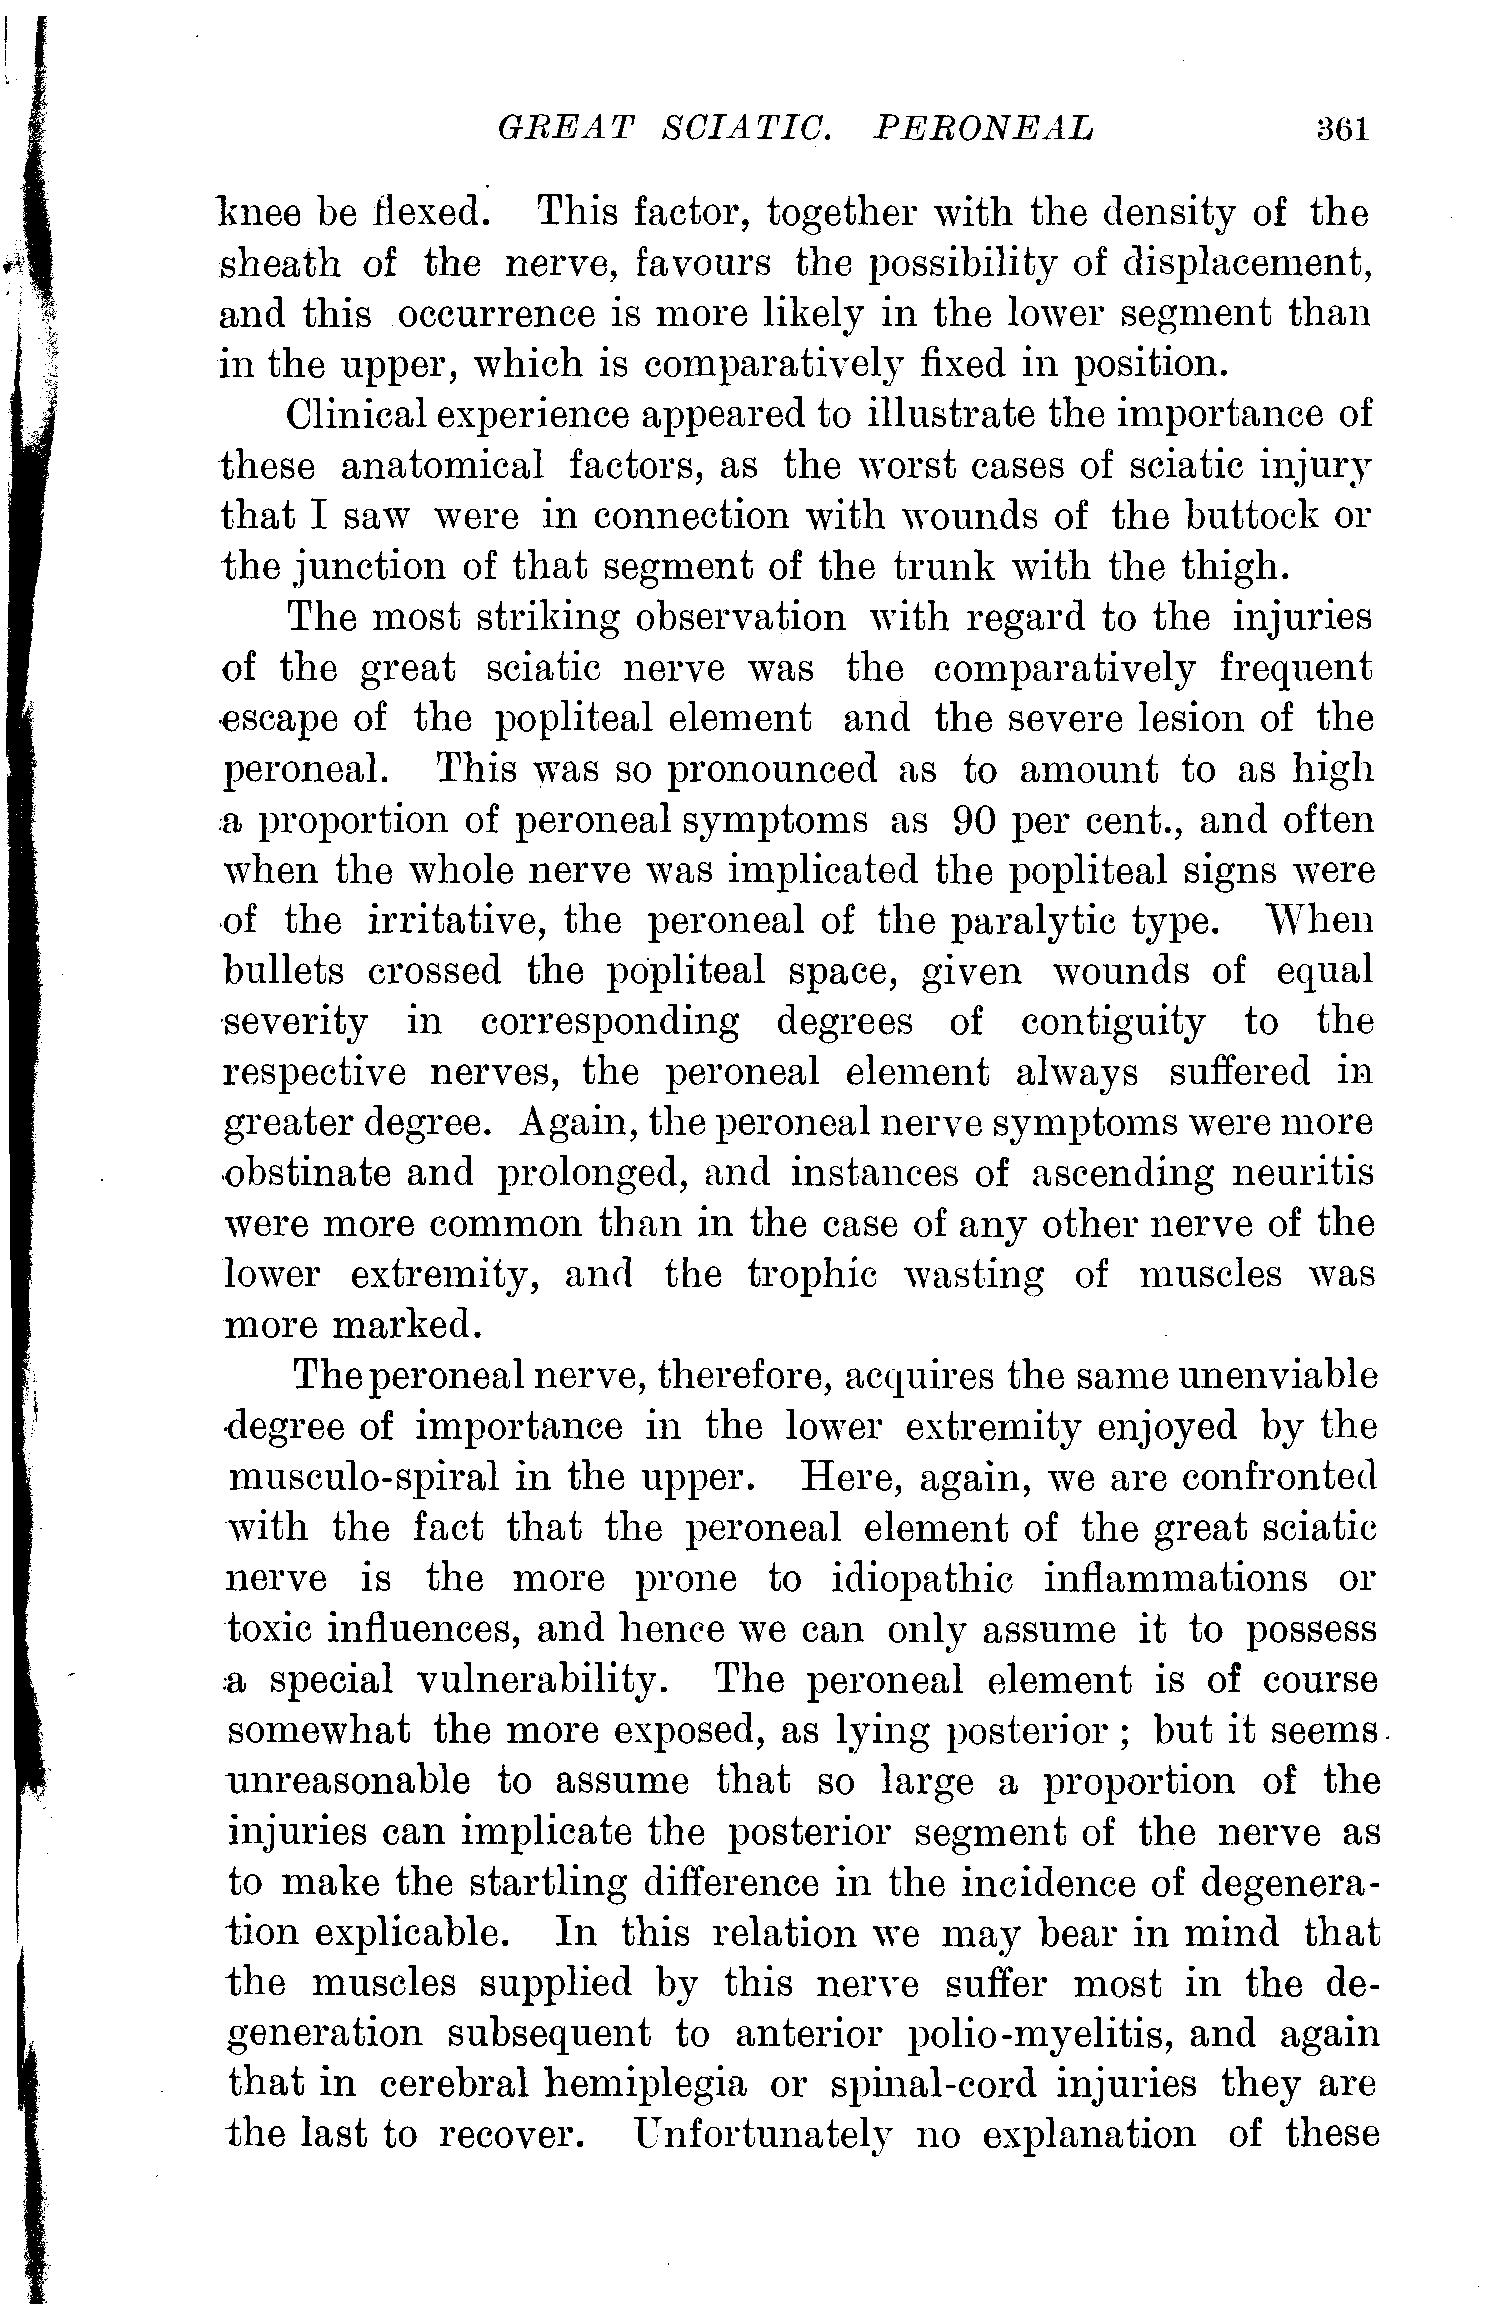 GREAT SCIATIC. PERONEAL 361
knee be flexed. This factor, together with the density of the
sheath of the nerve, favours the possibility of displacement,
and this occurrence is more likely in the lower segment than
in the upper, which is comparatively fixed in position.
Clinical experience appeared to illustrate the importance of
these anatomical factors, as the worst cases of sciatic injury
that I saw were in connection with wounds of the buttock or
the junction of that segment of the trunk with the thigh.
The most striking observation with regard to the injuries
of the great sciatic nerve was the comparatively frequent
escape of the popliteal element and the severe lesion of the
peroneal. This was so pronounced as to amount to as high
a proportion of peroneal symptoms as 90 per cent., and often
when the whole nerve was implicated the popliteal signs were
of the irritative, the peroneal of the paralytic type. When
bullets crossed the popliteal space, given wounds of equal
severity in corresponding degrees of contiguity to the
respective nerves, the peroneal element always suffered in
greater degree. Again, the peroneal nerve symptoms were more
obstinate and prolonged, and instances of ascending neuritis
were more common than in the case of any other nerve of the
lower extremity, and the trophic wasting of muscles was
more marked.
The peroneal nerve, therefore, acquires the same unenviable
degree of importance in the lower extremity enjoyed by the
musculo-spiral in the upper. Here, again, we are confronted
with the fact that the peroneal element of the great sciatic
nerve is the more prone to idiopathic inflammations or
toxic influences, and hence we can only assume it to possess
a special vulnerability. The peroneal element is of course
somewhat the more exposed, as lying posterior ; but it seems
unreasonable to assume that so large a proportion of the
injuries can implicate the posterior segment of the nerve as
to make the startling difference in the incidence of degenera-
tion explicable. In this relation we may bear in mind that
the muscles supplied by this nerve suffer most in the de-
generation subsequent to anterior polio-myelitis, and again
that in cerebral hemiplegia or spinal-cord injuries they are
the last to recover. Unfortunately no explanation of these